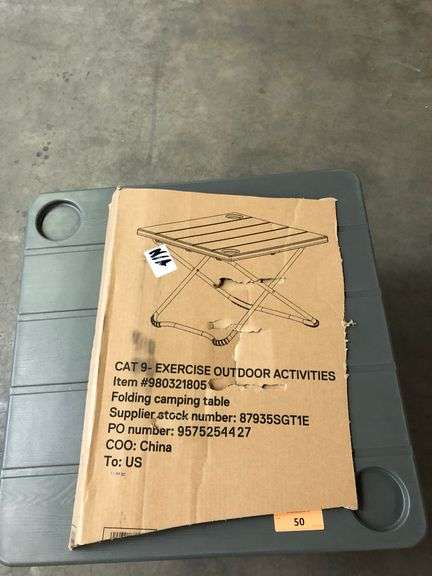 CAT 9- EXERCISE OUTDOOR ACTIVITIES
Item #980321805
Folding camping table
Supplier stock number: 87935SGT1E
PO number: 9575254427
COO: China
To: US
50